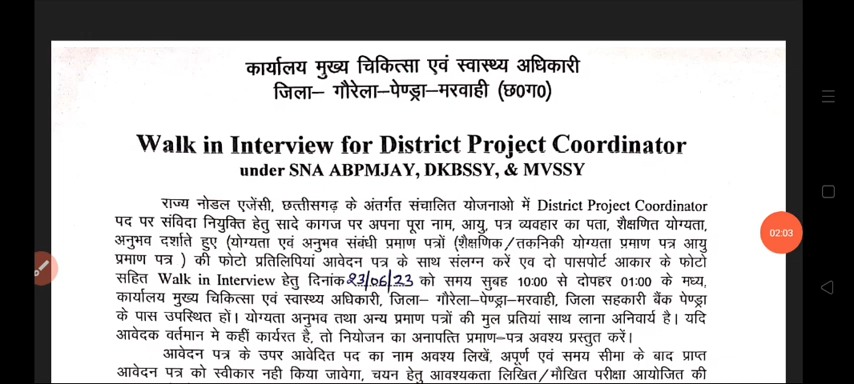 कार्यालय मुख्य चिकित्सा एवं स्वास्थ्य अधिकारी
जिला– गौरेला–पेण्ड्रा–मरवाही (छ0ग0)
Walk in Interview for District Project Coordinator
under SNA ABPMJAY, DKBSSY, & MVSSY
राज्य नोडल एजेंसी, छत्तीसगढ़ के अंतर्गत संचालित योजनाओ में District Project Coordinator
पद पर संविदा नियुक्ति हेतु सादे कागज पर अपना पूरा नाम, आयु, पत्र व्यवहार का पता, शैक्षणित योग्यता,
अनुभव दर्शाते हुए (योग्यता एवं अनुभव संबंधी प्रमाण पत्रों (शैक्षणिक/तकनिकी योग्यता प्रमाण पत्र आयु
प्रमाण पत्र) की फोटो प्रतिलिपियां आवेदन पत्र के साथ संलग्न करें एव दो पासपोर्ट आकार के फोटो
सहित Walk in Interview हेतु दिनांक 23/06/23 को समय सुबह 10:00 से दोपहर 01:00 के मध्य,
कार्यालय मुख्य चिकित्सा एवं स्वास्थ्य अधिकारी, जिला– गौरेला–पेण्ड्रा–मरवाही, जिला सहकारी बैंक पेण्ड्रा
के पास उपस्थित हों। योग्यता अनुभव तथा अन्य प्रमाण पत्रों की मुल प्रतियां साथ लाना अनिवार्य है। यदि
आवेदक वर्तमान मे कहीं कार्यरत है, तो नियोजन का अनापत्ति प्रमाण–पत्र अवश्य प्रस्तुत करें।
आवेदन पत्र के उपर आवेदित पद का नाम अवश्य लिखें, अपूर्ण एवं समय सीमा के बाद प्राप्त
आवेदन पत्र को स्वीकार नही किया जावेगा, चयन हेतु आवश्यकता लिखित/मौखित परीक्षा आयोजित की
02:03